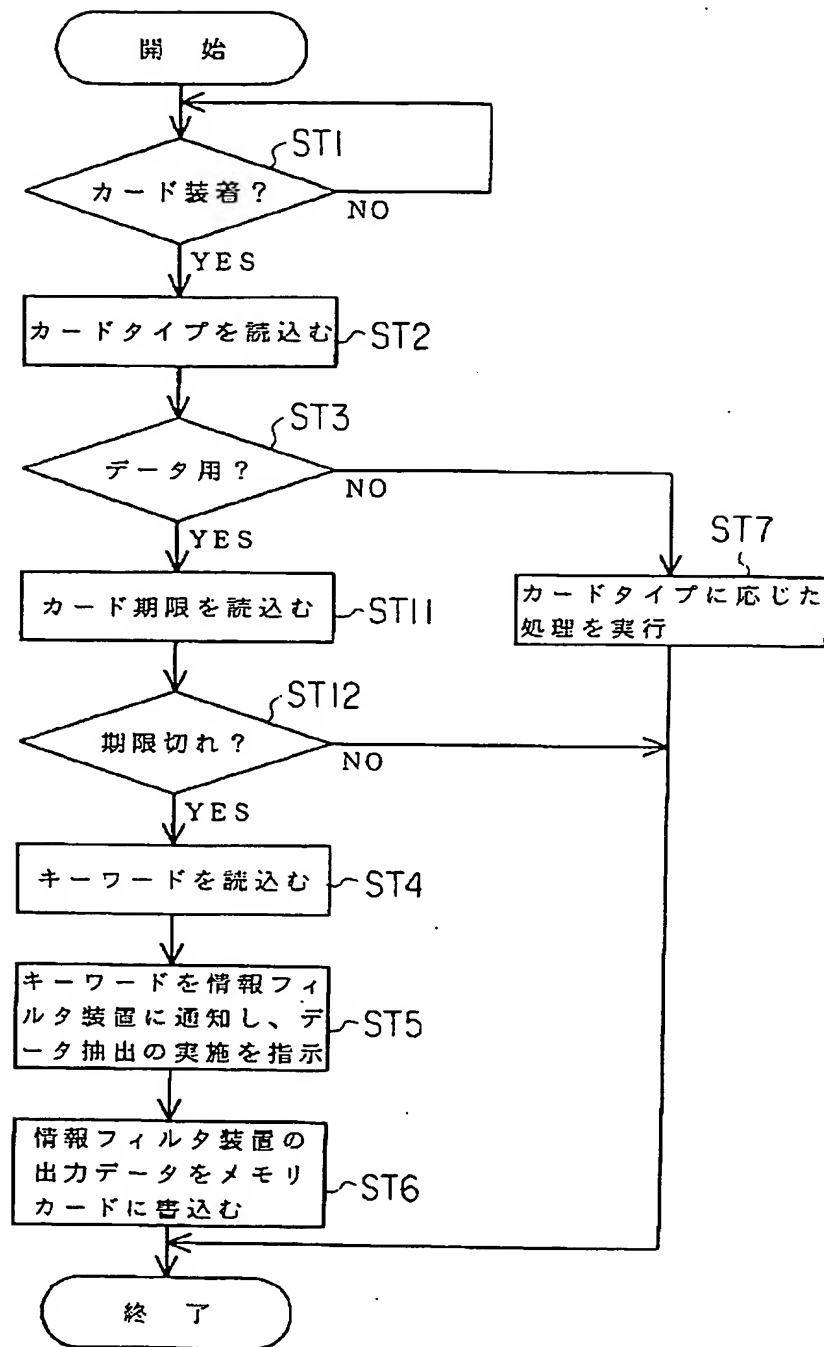 開 始
ST1
カード装着?
NO
YES
カードタイプを読込む
ST2
ST3
データ用?
NO
YES
ST7
カードタイプに応じた
処理を実行
カード期限を読込む
ST11
ST12
期限切れ?
NO
YES
キーワードを読込む
ST4
キーワードを情報フィ
ルタ装置に通知し、デ
ータ抽出の実施を指示
ST5
情報フィルタ装置の
出力データをメモリ
カードに書込む
ST6
終 了